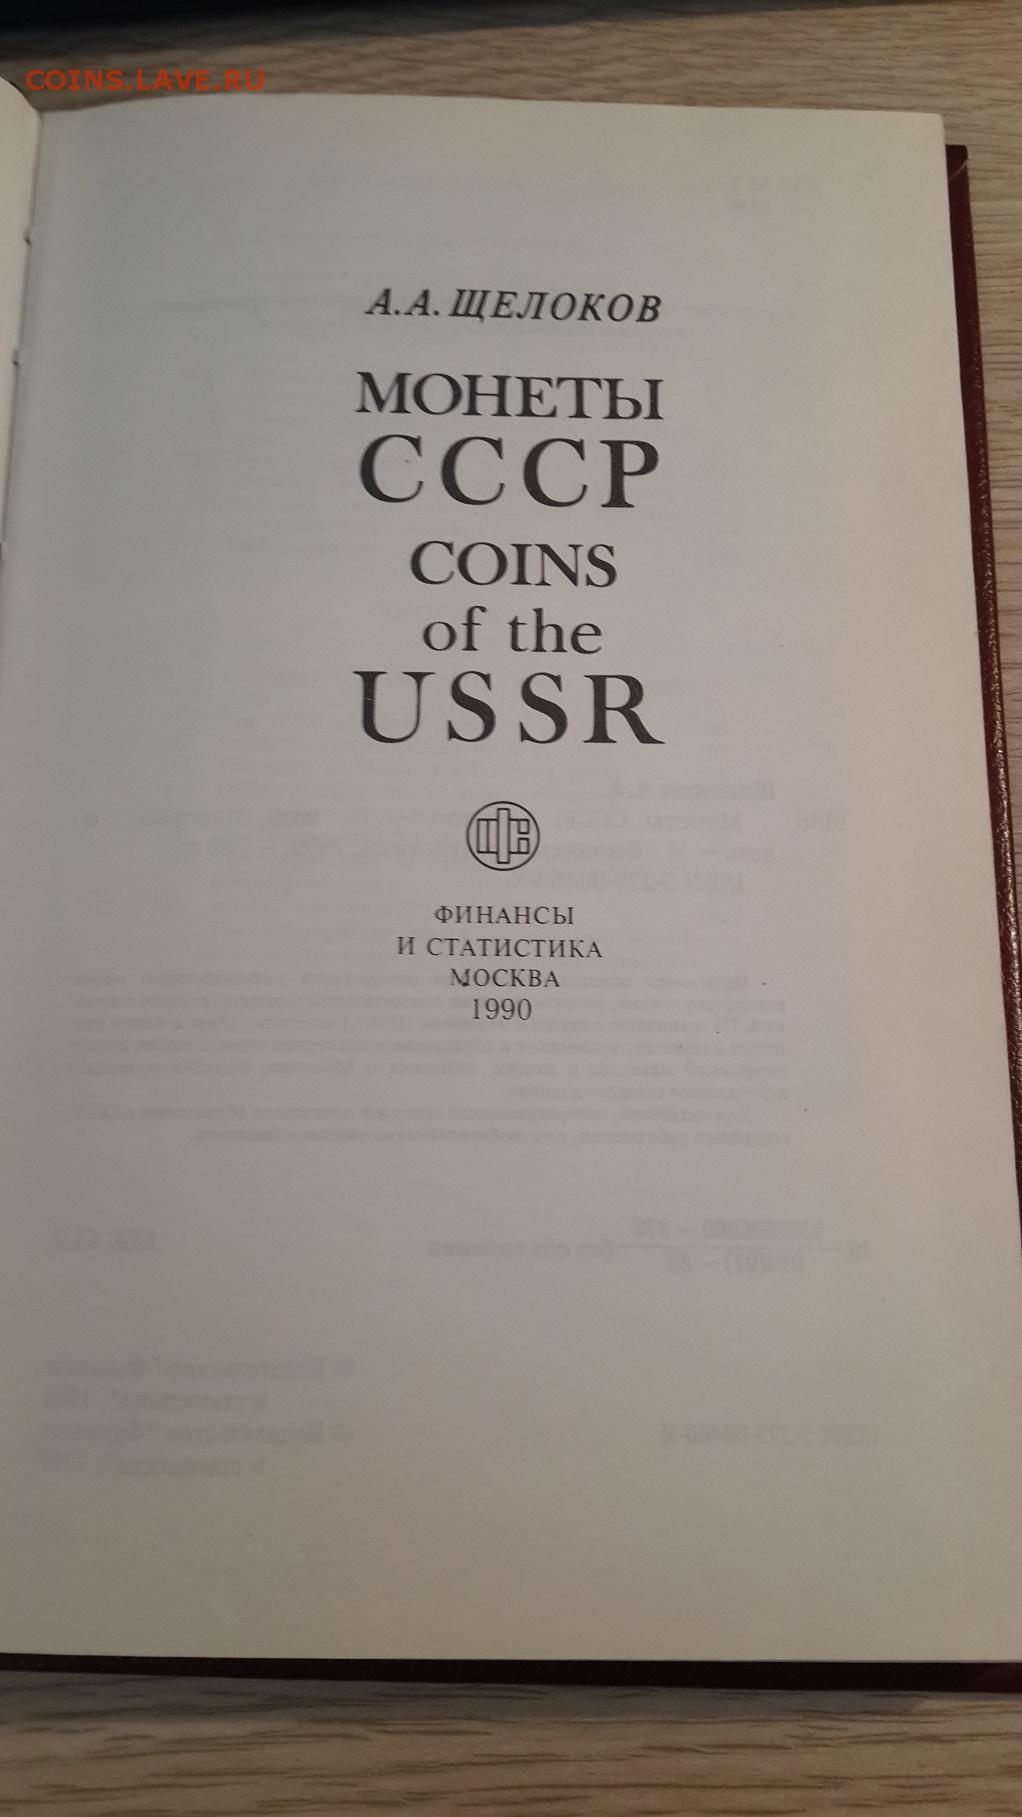 COINS.LAVE.RU
А.А. ЩЕЛОКОВ
МОНЕТЫ
СССР
COINS
of the
USSR
ФИНАНСЫ
И СТАТИСТИКА
МОСКВА
1990